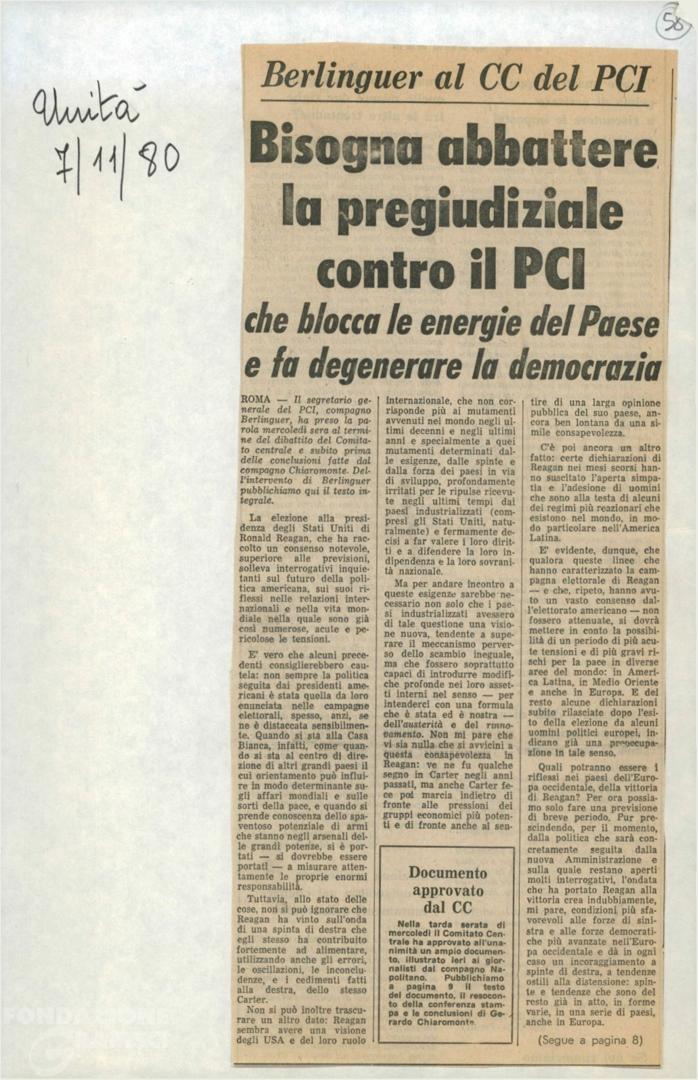 58
Unità
7/11/80
Berlinguer al CC del PCI
Bisogna abbattere
la pregiudiziale
contro il PCI
che blocca le energie del Paese
e fa degenerare la democrazia
ROMA — Il segretario ge-
nerale del PCI, compagno
Berlinguer, ha preso la pa-
rola mercoledì sera al termi-
ne del dibattito del Comita-
to centrale e subito prima
delle conclusioni fatte dal
compagno Chiaromonte. Del-
l'intervento di Berlinguer
pubblichiamo qui il testo in-
tegrale.
La elezione alla presi-
denza degli Stati Uniti di
Ronald Reagan, che ha rac-
colto un consenso notevole,
superiore alle previsioni,
solleva interrogativi inquie-
tanti sul futuro della poli-
tica americana, sui suoi ri-
flessi nelle relazioni inter-
nazionali e nella vita mon-
diale nella quale sono già
così numerose, acute e pe-
ricolose le tensioni.
E' vero che alcuni prece-
denti consiglierebbero cau-
tela: non sempre la politica
seguita dai presidenti ame-
ricani è stata quella da loro
enunciata nelle campagne
elettorali, spesso, anzi, se
ne è distaccata sensibilmen-
te. Quando si sta alla Casa
Bianca, infatti, come quan-
do si sta al centro di dire-
zione di altri grandi paesi il
cui orientamento può influi-
re in modo determinante su
gli affari mondiali e sulle
sorti della pace, e quando si
prende conoscenza dello spa-
ventoso potenziale di armi
che stanno negli arsenali del-
le grandi potenze, si è por-
tati — si dovrebbe essere
portati — a misurare atten-
tamente le proprie enormi
responsabilità.
Tuttavia, allo stato delle
cose, non si può ignorare che
Reagan ha vinto sull'onda
di una spinta di destra che
egli stesso ha contribuito
fortemente ad alimentare,
utilizzando anche gli errori,
le oscillazioni, le inconclu-
denze, e i cedimenti fatti
alla destra, dello stesso
Carter.
Non si può inoltre trascu-
rare un altro dato: Reagan
sembra avere una visione
degli USA e del loro ruolo
internazionale, che non cor-
risponde più ai mutamenti
avvenuti nel mondo negli ul-
timi decenni e negli ultimi
anni e specialmente a quei
mutamenti determinati dal-
le esigenze, dalle spinte e
dalla forza dei paesi in via
di sviluppo, profondamente
irritati per le ripulse ricevu-
te negli ultimi tempi dai
paesi industrializzati (com-
presi gli Stati Uniti, natu-
ralmente) e fermamente de-
cisi a far valere i loro dirit-
ti e a difendere la loro in-
dipendenza e la loro sovrani-
tà nazionale.
Ma per andare incontro a
queste esigenze sarebbe ne-
cessario non solo che i pae-
si industrializzati avessero
di tale questione una visio-
ne nuova, tendente a supe-
rare il meccanismo perver-
so dello scambio ineguale,
ma che fossero soprattutto
capaci di introdurre modifi-
che profonde nei loro asset-
ti interni nel senso — per
intenderci con una formula
che è stata ed è nostra —
dell'austerità e del rinno-
vamento. Non mi pare che
vi sia nulla che si avvicini a
questa consapevolezza in
Reagan: ve ne fu qualche
segno in Carter negli anni
passati, ma anche Carter fe-
ce poi marcia indietro di
fronte alle pressioni dei
gruppi economici più poten-
ti e di fronte anche al sen-
Documento
approvato
dal CC
Nella tarda serata di
mercoledì il Comitato Cen-
trale ha approvato all'una-
nimità un ampio documen-
to, illustrato ieri ai gior-
nalisti dal compagno Na-
politano. Pubblichiamo
a pagina 9 il testo
del documento, il resocon-
to della conferenza stam-
pa e le conclusioni di Ge-
rardo Chiaromonte.
tire di una larga opinione
pubblica del suo paese, an-
cora ben lontana da una si-
mile consapevolezza.
C'è poi ancora un altro
fatto: certe dichiarazioni di
Reagan nei mesi scorsi han-
no suscitato l'aperta simpa-
tia e l'adesione di uomini
che sono alla testa di alcuni
dei regimi più reazionari che
esistono nel mondo, in mo-
do particolare nell'America
Latina.
E' evidente, dunque, che
qualora queste linee che
hanno caratterizzato la cam-
pagna elettorale di Reagan
— e che, ripeto, hanno avu-
to un vasto consenso dal-
l'elettorato americano — non
fossero attenuate, si dovrà
mettere in conto la possibi-
lità di un periodo di più acu-
te tensioni e di più gravi ri-
schi per la pace in diverse
aree del mondo: in Ameri-
ca Latina, in Medio Oriente
e anche in Europa. E del
resto alcune dichiarazioni
subito rilasciate dopo l'esi-
to della elezione da alcuni
uomini politici europei, in-
dicano già una preoccupa-
zione in tale senso.
Quali potranno essere i
riflessi nei paesi dell'Euro-
pa occidentale, della vittoria
di Reagan? Per ora possia-
mo solo fare una previsione
di breve periodo. Pur pre-
scindendo, per il momento,
dalla politica che sarà con-
cretamente seguita dalla
nuova Amministrazione e
sulla quale restano aperti
molti interrogativi, l'ondata
che ha portato Reagan alla
vittoria crea indubbiamente,
mi pare, condizioni più sfa-
vorevoli alle forze di sini-
stra e alle forze democrati-
che più avanzate nell'Euro-
pa occidentale e dà in ogni
caso un incoraggiamento a
spinte di destra, a tendenze
ostili alla distensione: spin-
te e tendenze che sono del
resto già in atto, in forme
varie, in una serie di paesi,
anche in Europa.
(Segue a pagina 8)